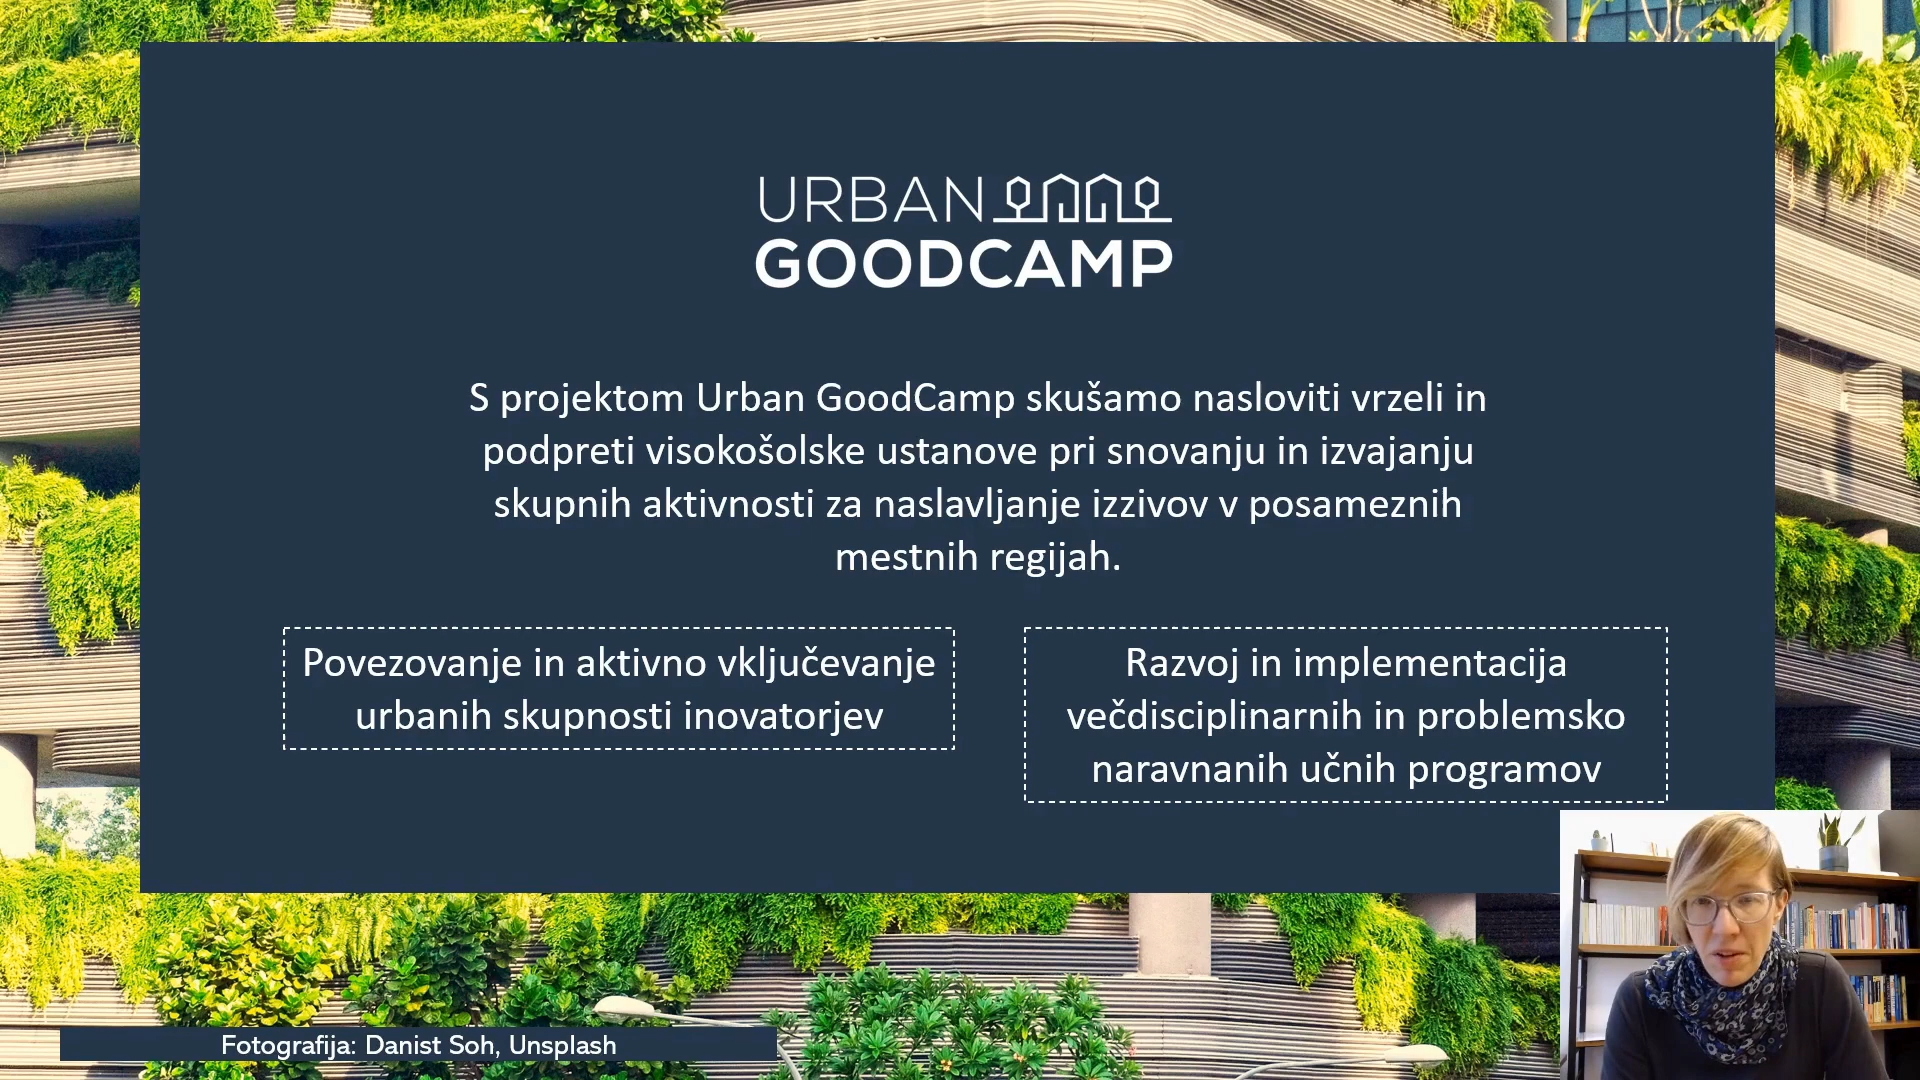 URBAN
GOODCAMP
S projektom Urban GoodCamp skušamo nasloviti vrzeli in
podpreti visokošolske ustanove pri snovanju in izvajanju
skupnih aktivnosti za naslavljanje izzivov v posameznih
mestnih regijah.
Povezovanje in aktivno vključevanje
urbanih skupnosti inovatorjev
Razvoj in implementacija
večdisciplinarnih in problemsko
naravnanih učnih programov
Fotografija: Danist Soh, Unsplash